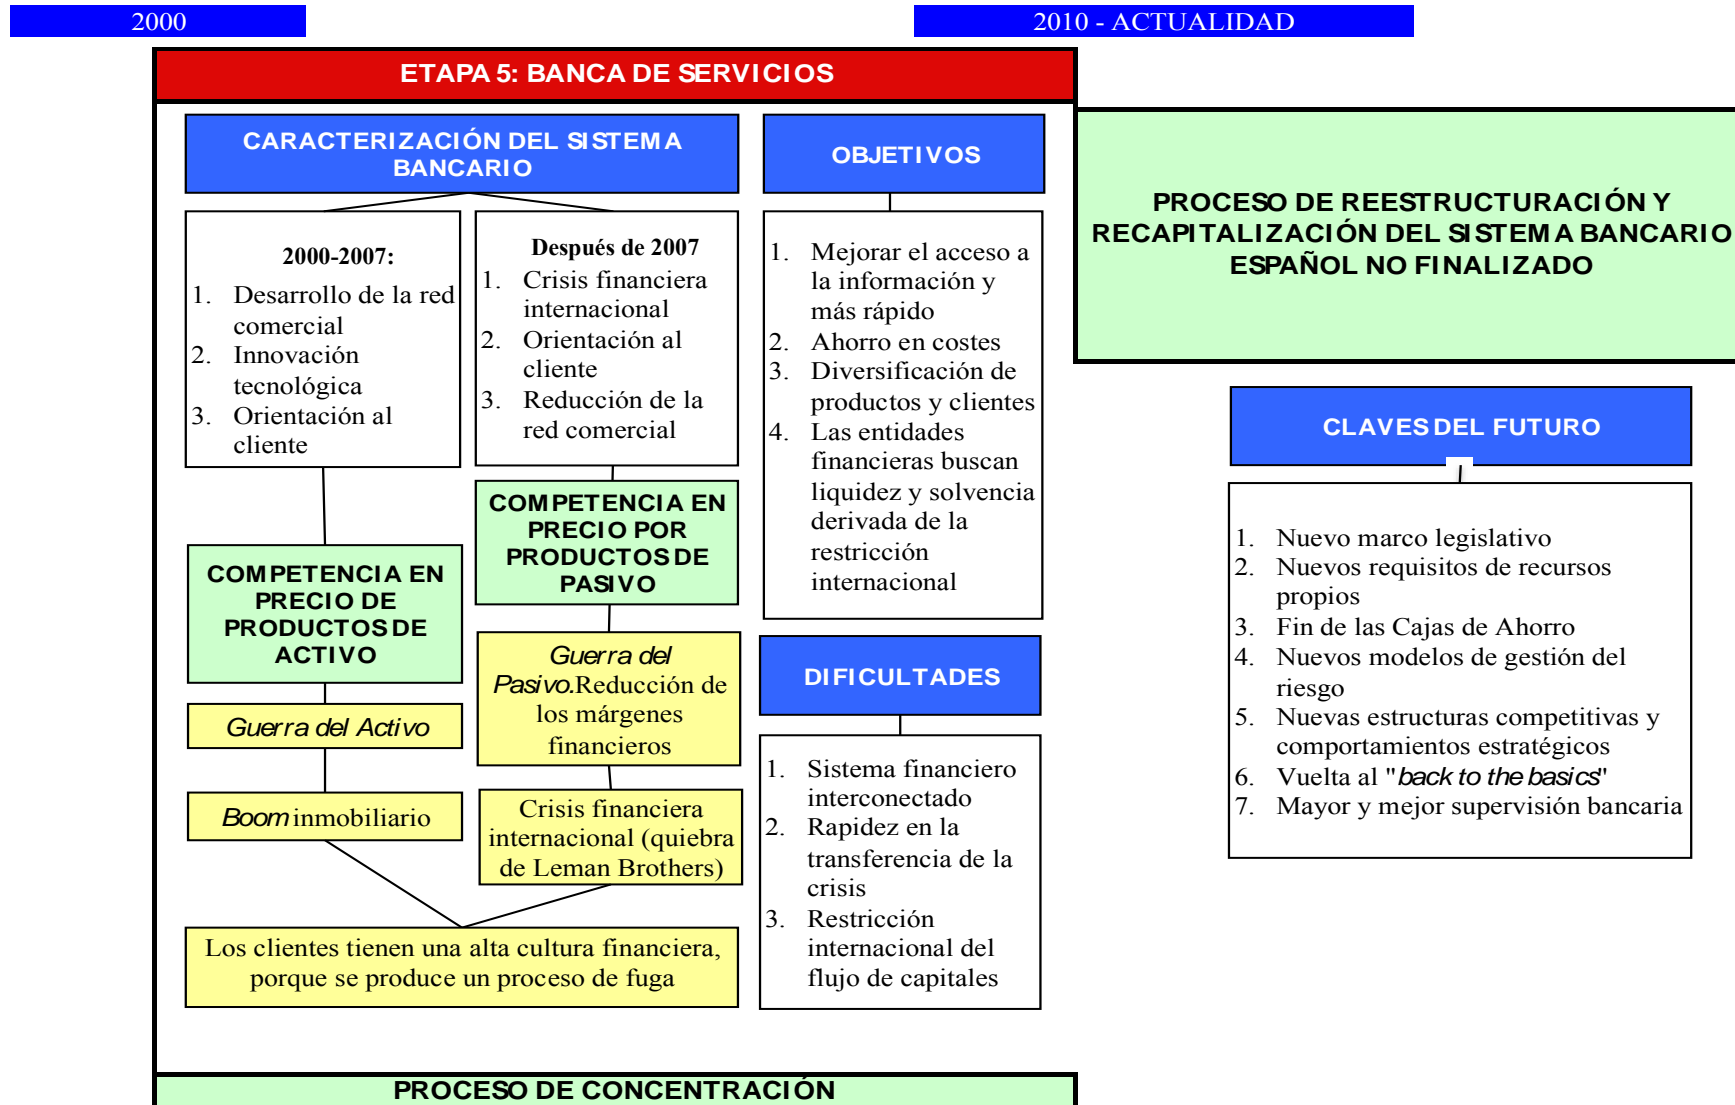 2000
2010 - ACTUALIDAD
ETAPA 5: BANCA DE SERVICIOS
CARACTERIZACIÓN DEL SISTEMA
BANCARIO
2000-2007:
1. Desarrollo de la red
comercial
2. Innovación
tecnológica
3. Orientación al
cliente
Después de 2007
1. Crisis financiera
internacional
2. Orientación al
cliente
3. Reducción de la
red comercial
COMPETENCIA EN
PRECIO DE
PRODUCTOS DE
ACTIVO
COMPETENCIA EN
PRECIO POR
PRODUCTOS DE
PASIVO
Guerra del Activo
Guerra del
Pasivo.Reducción de
los márgenes
financieros
Boom inmobiliario
Crisis financiera
internacional (quiebra
de Leman Brothers)
Los clientes tienen una alta cultura financiera,
porque se produce un proceso de fuga
OBJETIVOS
1. Mejorar el acceso a
la información y
más rápido
2. Ahorro en costes
3. Diversificación de
productos y clientes
4. Las entidades
financieras buscan
liquidez y solvencia
derivada de la
restricción
internacional
DIFICULTADES
1. Sistema financiero
interconectado
2. Rapidez en la
transferencia de la
crisis
3. Restricción
internacional del
flujo de capitales
PROCESO DE CONCENTRACIÓN
PROCESO DE REESTRUCTURACIÓN Y
RECAPITALIZACIÓN DEL SISTEMA BANCARIO
ESPAÑOL NO FINALIZADO
CLAVES DEL FUTURO
1. Nuevo marco legislativo
2. Nuevos requisitos de recursos
propios
3. Fin de las Cajas de Ahorro
4. Nuevos modelos de gestión del
riesgo
5. Nuevas estructuras competitivas y
comportamientos estratégicos
6. Vuelta al "back to the basics"
7. Mayor y mejor supervisión bancaria